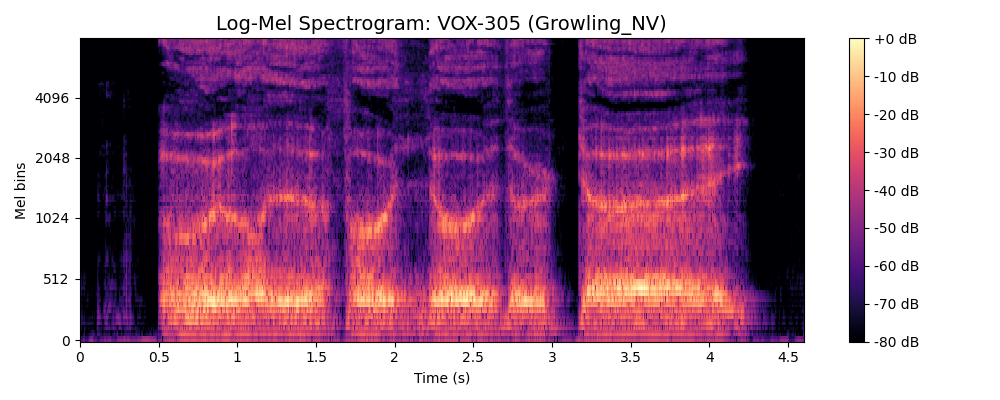 Log-Mel Spectrogram: VOX-305 (Growling_NV)
Mel bins
4096
2048
1024
512
0
0 0.5 1 1.5 2 2.5 3 3.5 4 4.5
Time (s)
+0 dB
-10 dB
-20 dB
-30 dB
-40 dB
-50 dB
-60 dB
-70 dB
-80 dB